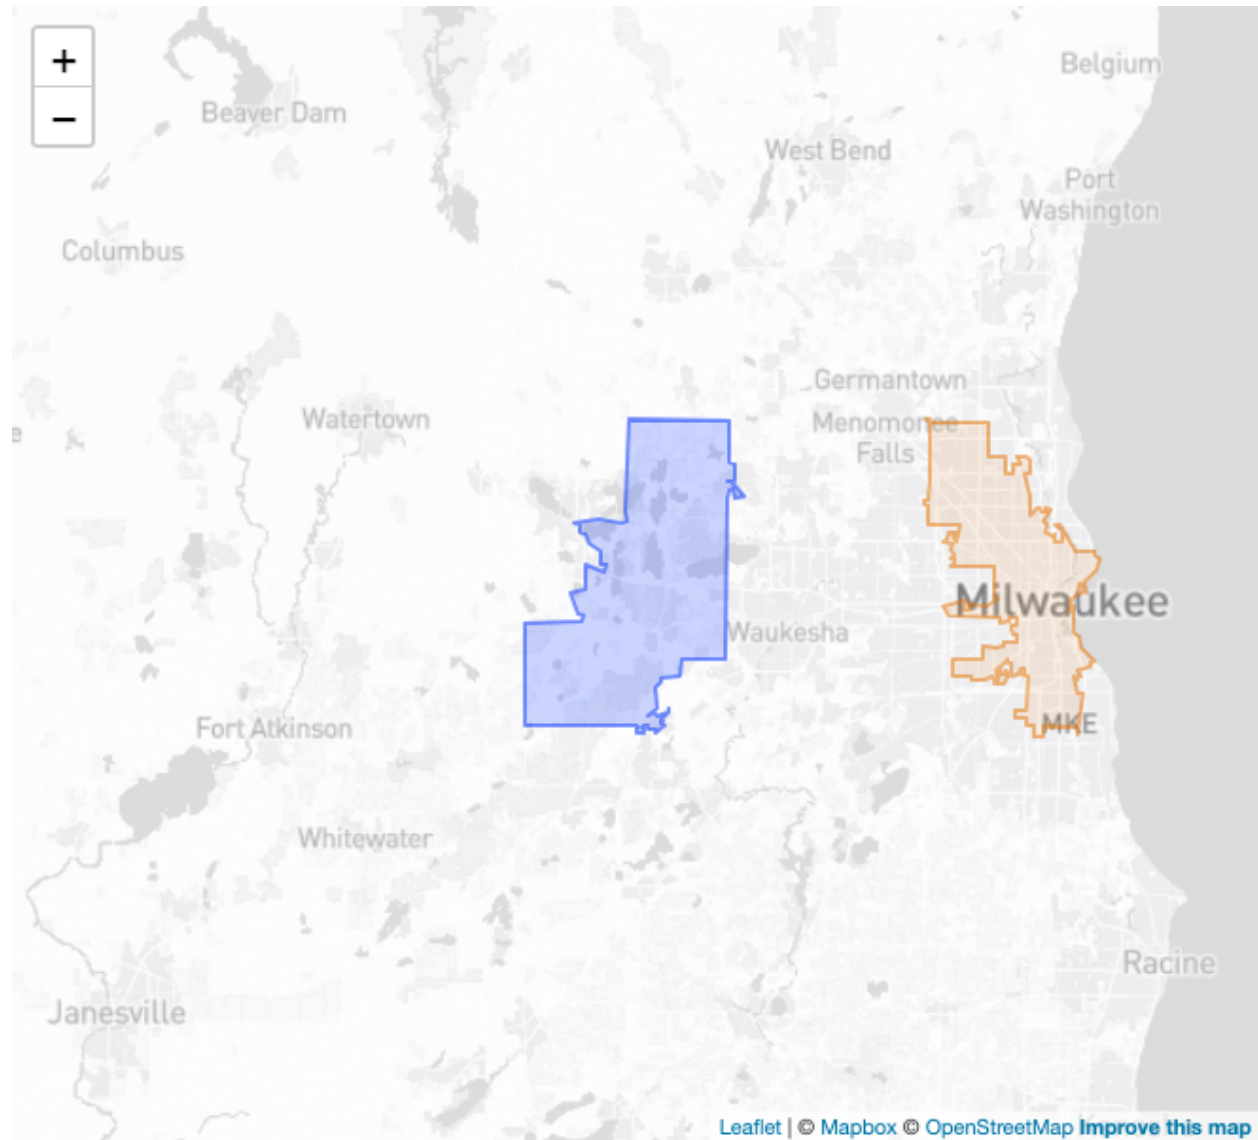 +
Belgium
Beaver Dam
−
West Bend
Port
Washington
Columbus
Germantown
Watertown
Menomonee
Falls
e
Milwaukee
Waukesha
Fort Atkinson
MKE
Whitewater
Racine
Janesville
Leaflet | © Mapbox © OpenStreetMap Improve this map